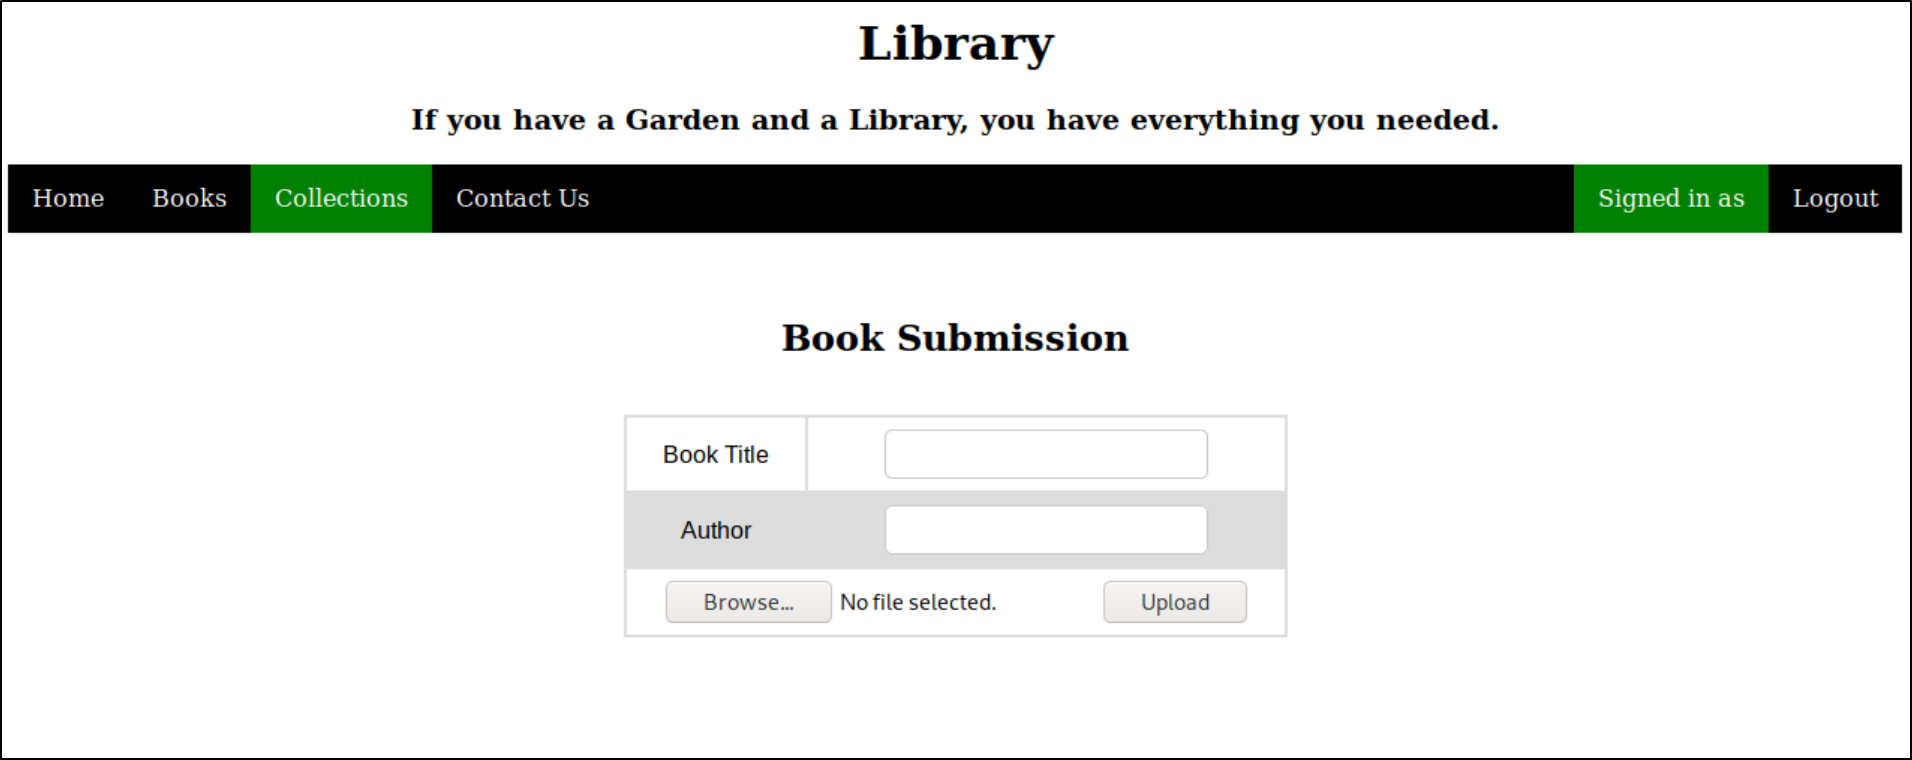 Library
If you have a Garden and a Library, you have everything you needed.
Home Books Collections Contact Us Signed in as Logout
Book Submission
Book Title
Author
Browse... No file selected. Upload